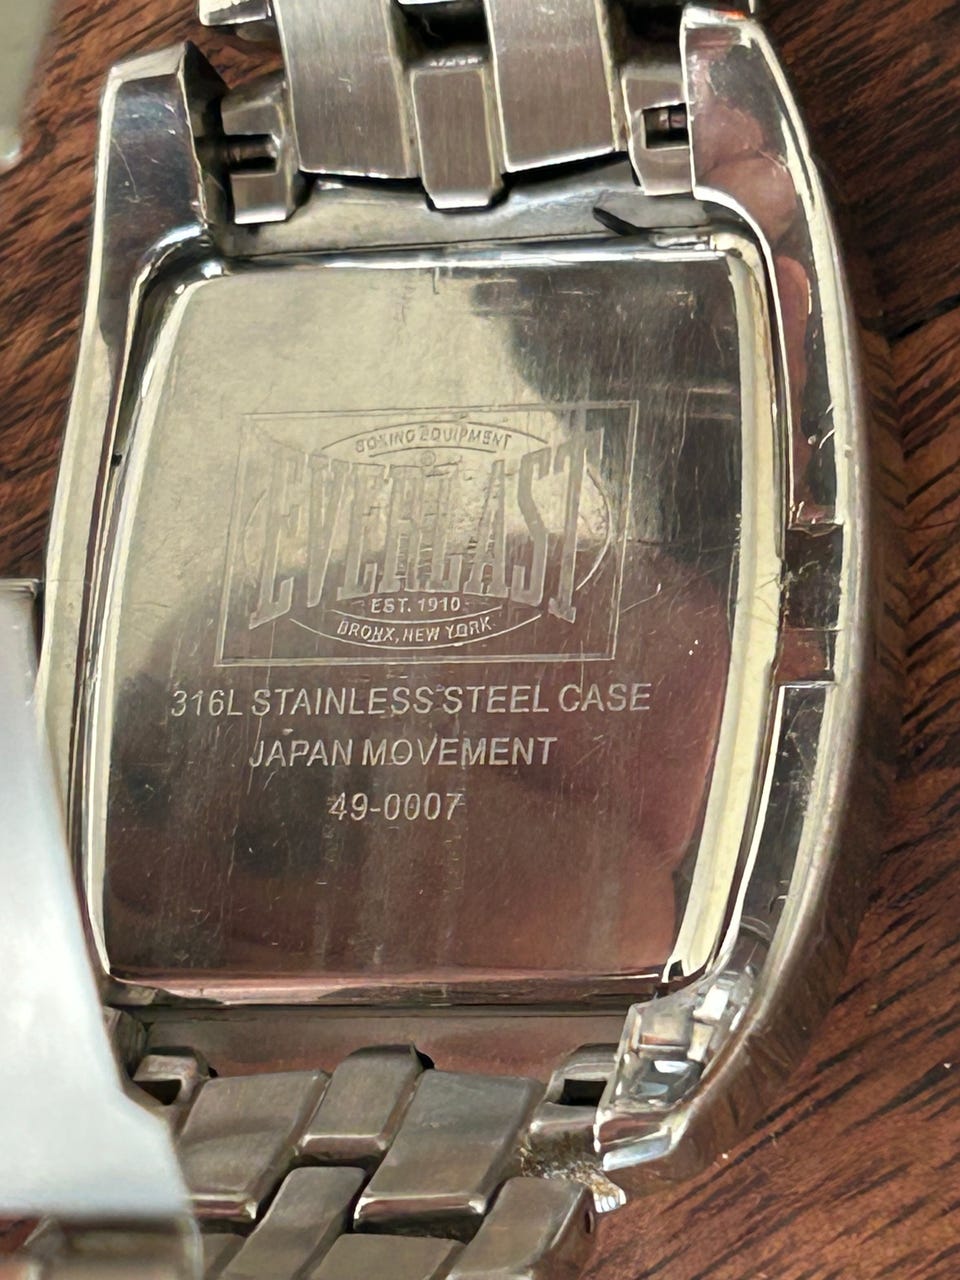 BOXING EQUIPMENT
®
EVERLAST
EST. 1910
BRONX, NEW YORK
316L STAINLESS STEEL CASE
JAPAN MOVEMENT
49-0007